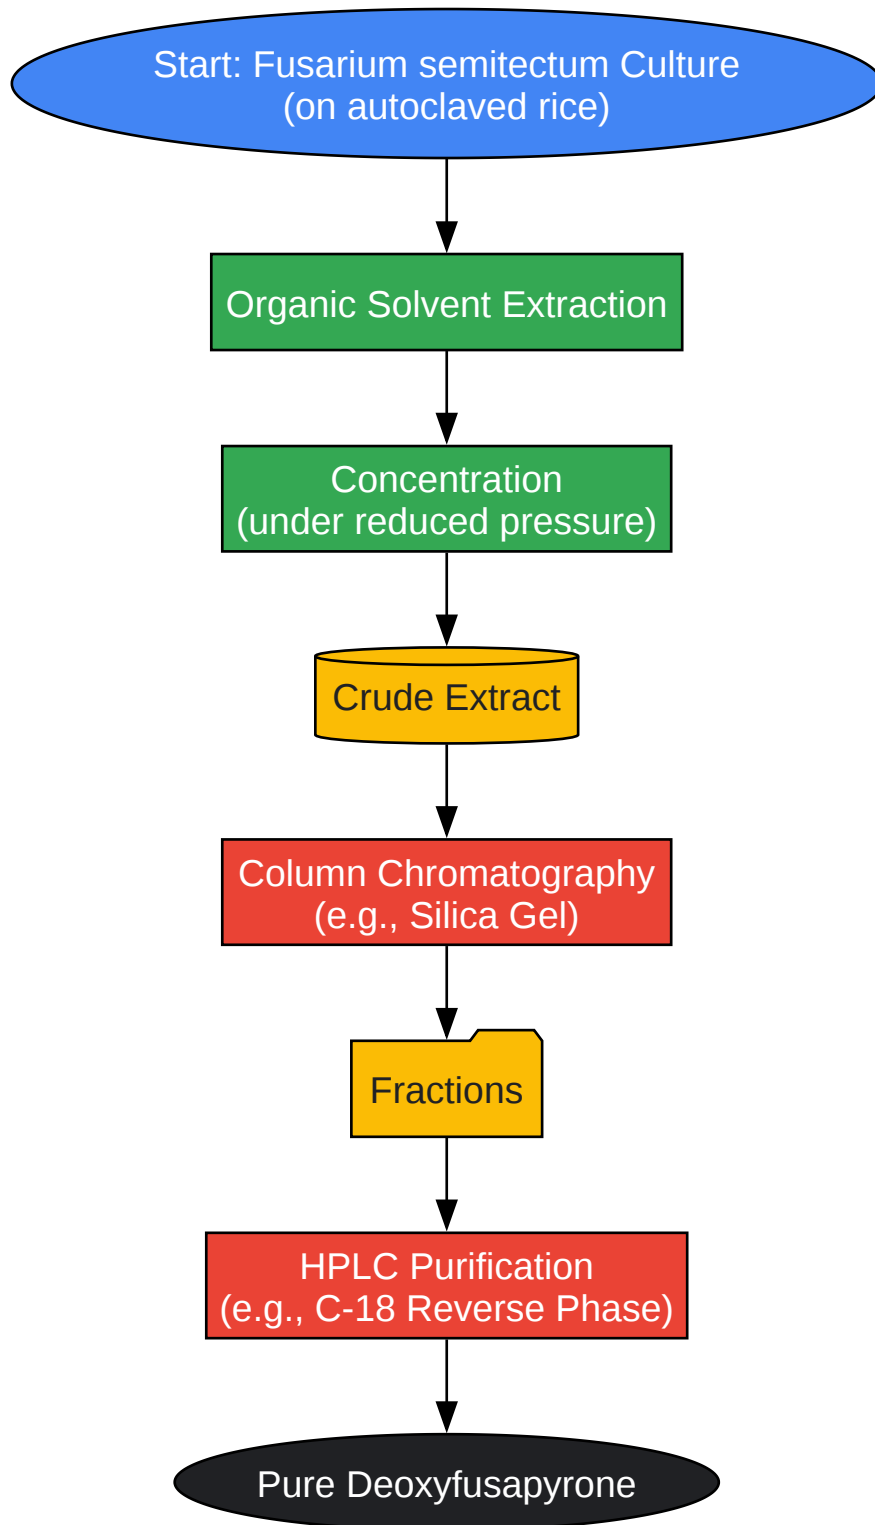 Start: Fusarium semitectum Culture
(on autoclaved rice)
Organic Solvent Extraction
Concentration
(under reduced pressure)
Crude Extract
Column Chromatography
(e.g., Silica Gel)
Fractions
HPLC Purification
(e.g., C-18 Reverse Phase)
Pure Deoxyfusapyrone